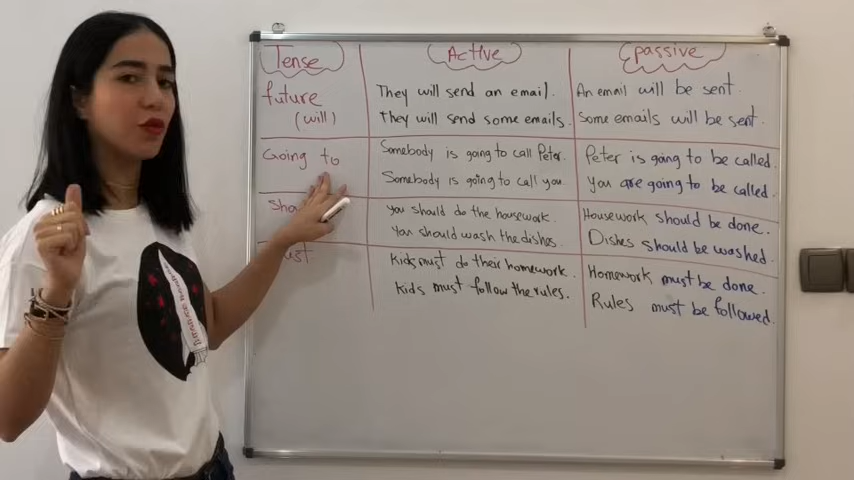 Tense Active passive
future They will send an email. An email will be sent.
(will) They will send some emails. Some emails will be sent.
Going to Somebody is going to call Peter. Peter is going to be called.
Somebody is going to call you. You are going to be called.
you should do the housework. Housework should be done.
You should wash the dishes. Dishes should be washed.
Kids must do their homework. Homework must be done.
Kids must follow the rules. Rules must be followed.